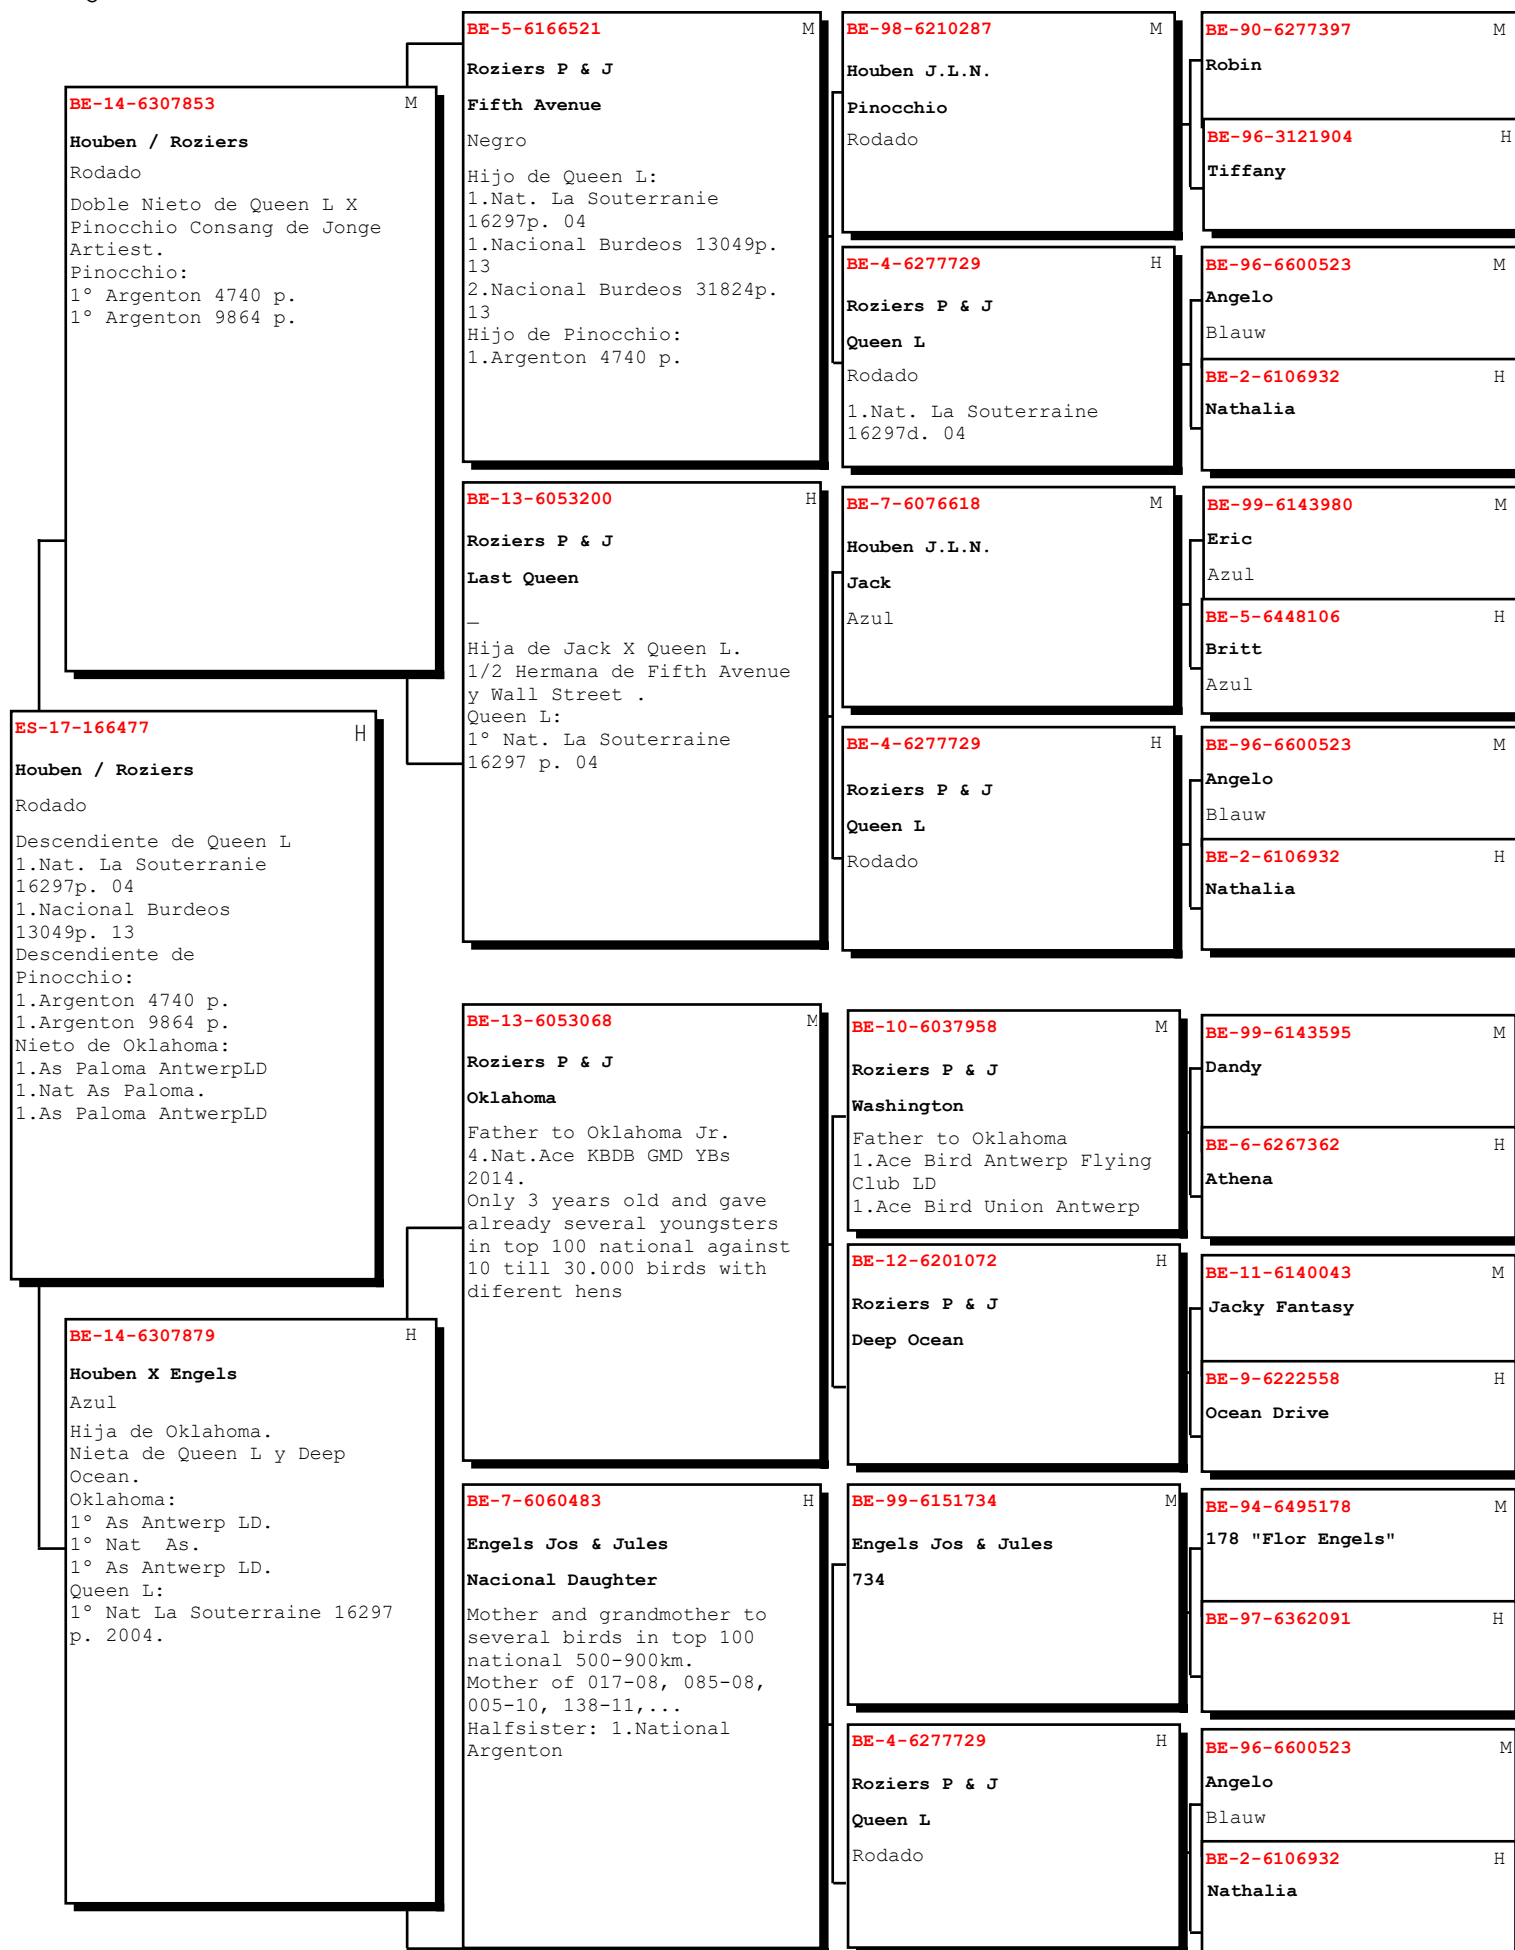 BE-14-6307853 M
Houben / Roziers
Rodado
Doble Nieto de Queen L X
Pinocchio Consang de Jonge
Artiest.
Pinocchio:
1º Argenton 4740 p.
1º Argenton 9864 p.
ES-17-166477 H
Houben / Roziers
Rodado
Descendiente de Queen L
1.Nat. La Souterranie
16297p. 04
1.Nacional Burdeos
13049p. 13
Descendiente de
Pinocchio:
1.Argenton 4740 p.
1.Argenton 9864 p.
Nieto de Oklahoma:
1.As Paloma AntwerpLD
1.Nat As Paloma.
1.As Paloma AntwerpLD
BE-14-6307879 H
Houben X Engels
Azul
Hija de Oklahoma.
Nieta de Queen L y Deep
Ocean.
Oklahoma:
1º As Antwerp LD.
1º Nat  As.
1º As Antwerp LD.
Queen L:
1º Nat La Souterraine 16297
p. 2004.
BE-5-6166521 M
Roziers P & J
Fifth Avenue
Negro
Hijo de Queen L:
1.Nat. La Souterranie
16297p. 04
1.Nacional Burdeos 13049p.
13
2.Nacional Burdeos 31824p.
13
Hijo de Pinocchio:
1.Argenton 4740 p.
BE-13-6053200 H
Roziers P & J
Last Queen
_
Hija de Jack X Queen L.
1/2 Hermana de Fifth Avenue
y Wall Street .
Queen L:
1º Nat. La Souterraine
16297 p. 04
BE-13-6053068 M
Roziers P & J
Oklahoma
Father to Oklahoma Jr.
4.Nat.Ace KBDB GMD YBs
2014.
Only 3 years old and gave
already several youngsters
in top 100 national against
10 till 30.000 birds with
diferent hens
BE-7-6060483 H
Engels Jos & Jules
Nacional Daughter
Mother and grandmother to
several birds in top 100
national 500-900km.
Mother of 017-08, 085-08,
005-10, 138-11,...
Halfsister: 1.National
Argenton
BE-98-6210287 M
Houben J.L.N.
Pinocchio
Rodado
BE-4-6277729 H
Roziers P & J
Queen L
Rodado
1.Nat. La Souterraine
16297d. 04
BE-7-6076618 M
Houben J.L.N.
Jack
Azul
BE-4-6277729 H
Roziers P & J
Queen L
Rodado
BE-10-6037958 M
Roziers P & J
Washington
Father to Oklahoma
1.Ace Bird Antwerp Flying
Club LD
1.Ace Bird Union Antwerp
BE-12-6201072 H
Roziers P & J
Deep Ocean
BE-99-6151734 M
Engels Jos & Jules
734
BE-4-6277729 H
Roziers P & J
Queen L
Rodado
BE-90-6277397 M
Robin
BE-96-3121904 H
Tiffany
BE-96-6600523 M
Angelo
Blauw
BE-2-6106932 H
Nathalia
BE-99-6143980 M
Eric
Azul
BE-5-6448106 H
Britt
Azul
BE-96-6600523 M
Angelo
Blauw
BE-2-6106932 H
Nathalia
BE-99-6143595 M
Dandy
BE-6-6267362 H
Athena
BE-11-6140043 M
Jacky Fantasy
BE-9-6222558 H
Ocean Drive
BE-94-6495178 M
178 "Flor Engels"
BE-97-6362091 H
BE-96-6600523 M
Angelo
Blauw
BE-2-6106932 H
Nathalia